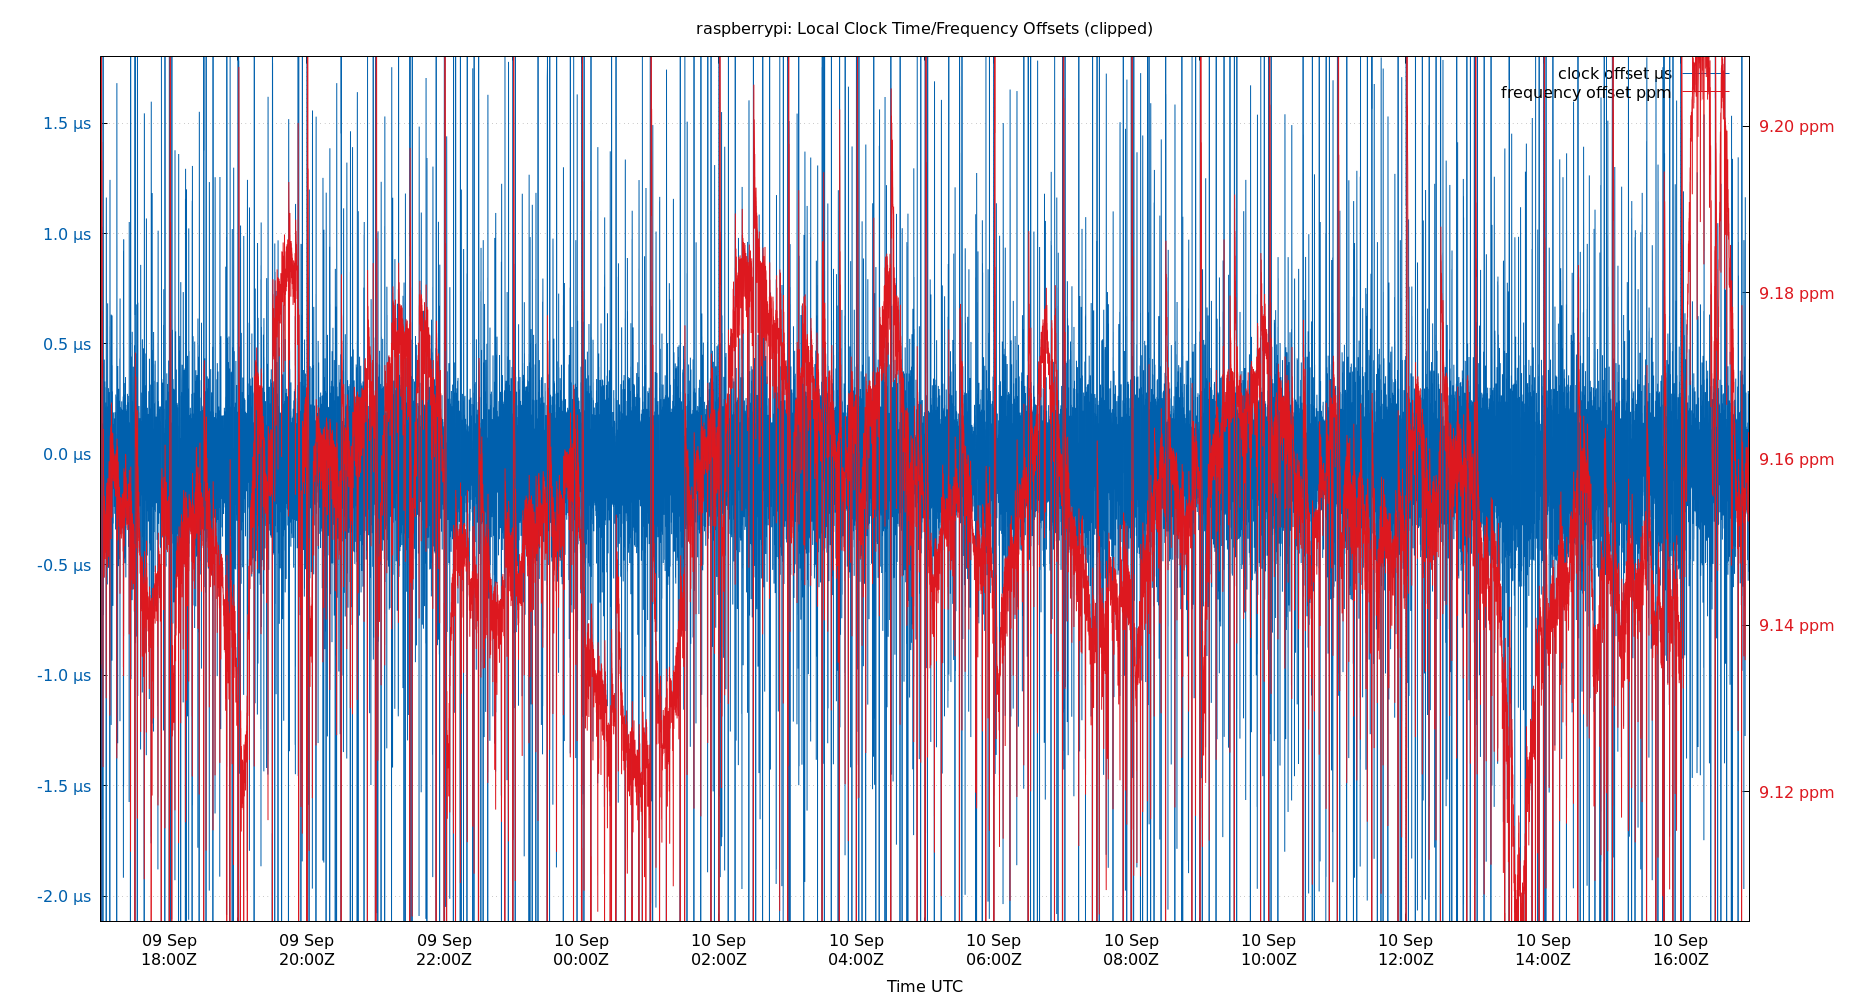 raspberrypi: Local Clock Time/Frequency Offsets (clipped)
clock offset µs
frequency offset ppm
1.5 µs
1.0 µs
0.5 µs
0.0 µs
-0.5 µs
-1.0 µs
-1.5 µs
-2.0 µs
9.20 ppm
9.18 ppm
9.16 ppm
9.14 ppm
9.12 ppm
09 Sep
18:00Z
09 Sep
20:00Z
09 Sep
22:00Z
10 Sep
00:00Z
10 Sep
02:00Z
10 Sep
04:00Z
10 Sep
06:00Z
10 Sep
08:00Z
10 Sep
10:00Z
10 Sep
12:00Z
10 Sep
14:00Z
10 Sep
16:00Z
Time UTC